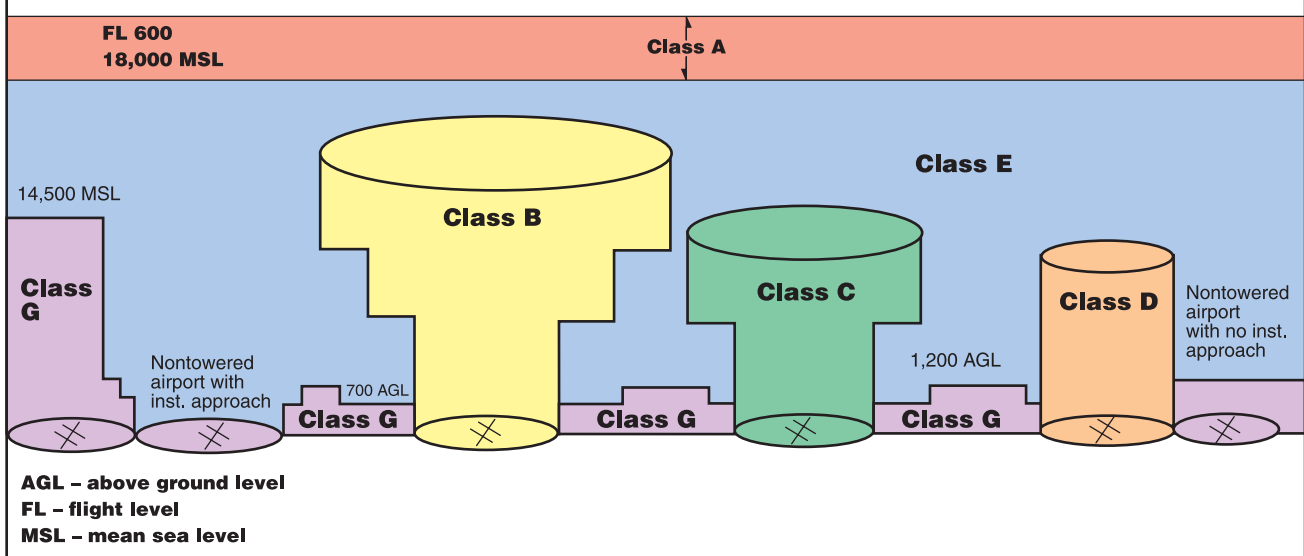 FL 600
18,000 MSL
Class A
Class E
14,500 MSL
Class B
Class
G
Class C
Class D
Nontowered
airport
with no inst.
approach
Nontowered
airport with
inst. approach
700 AGL
Class G
Class G
1,200 AGL
Class G
AGL – above ground level
FL – flight level
MSL – mean sea level